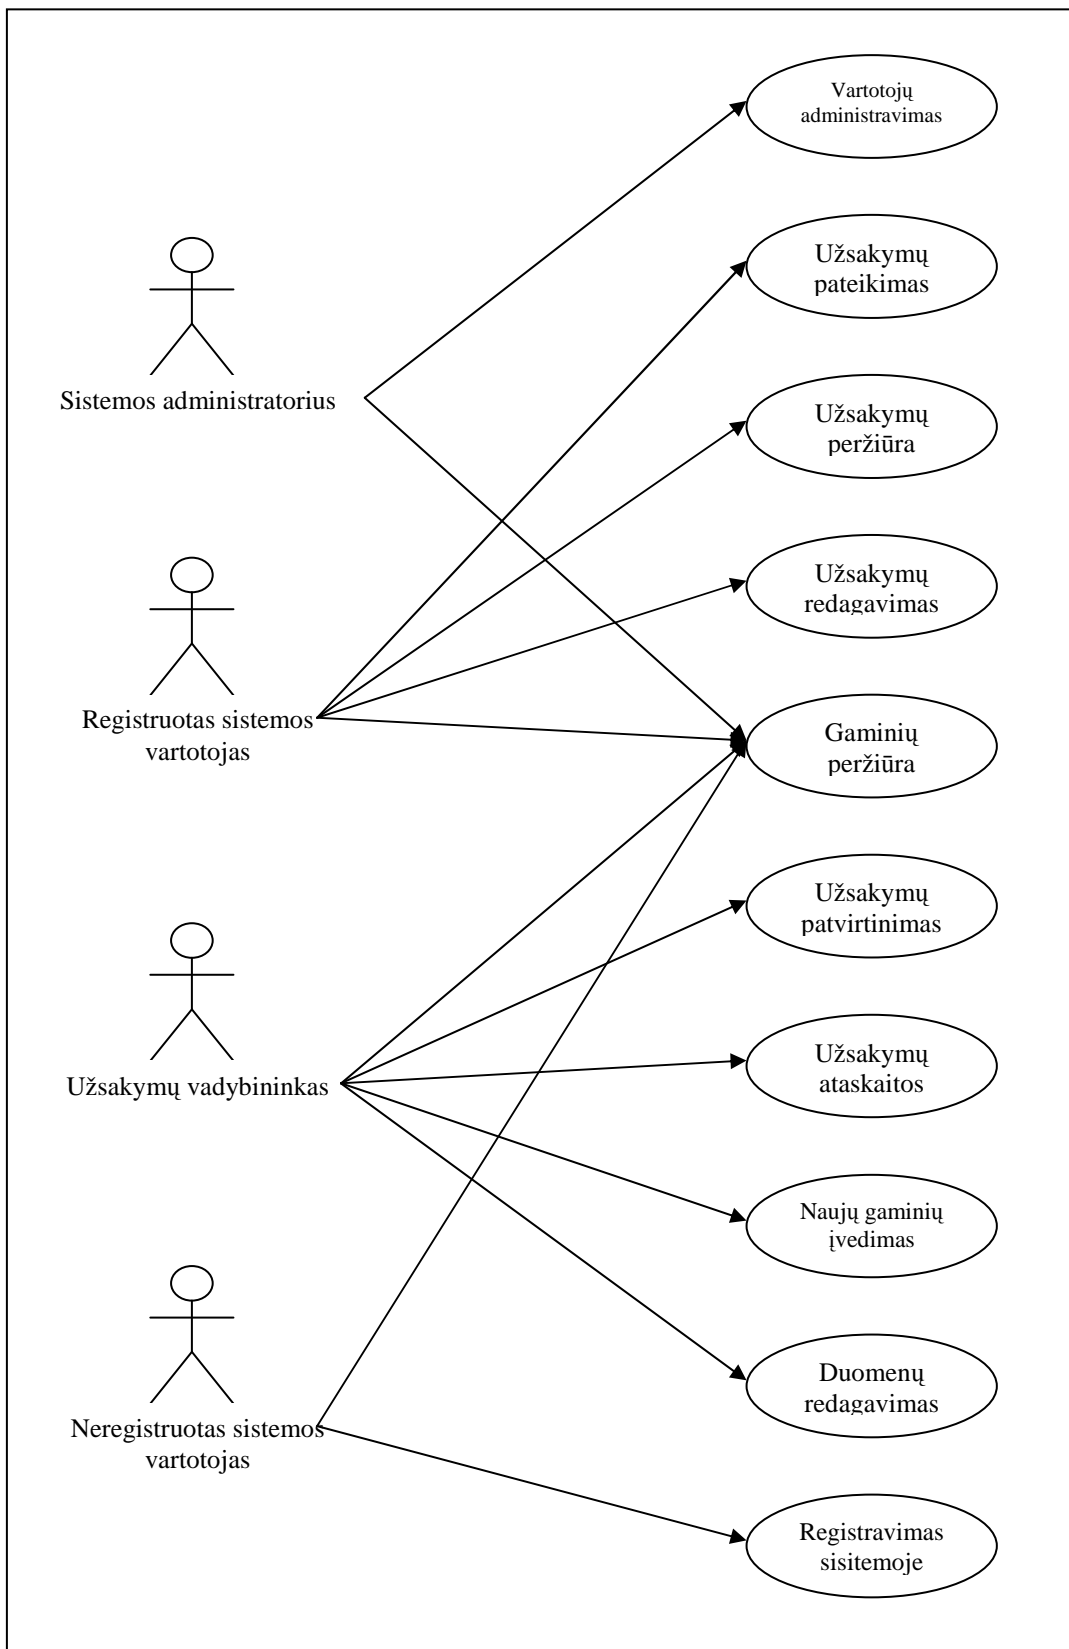 Vartotojų
administravimas
Užsakymų
pateikimas
Sistemos administratorius
Užsakymų
peržiūra
Užsakymų
redagavimas
Registruotas sistemos
vartotojas
Gaminių
peržiūra
Užsakymų
patvirtinimas
Užsakymų
ataskaitos
Užsakymų vadybininkas
Naujų gaminių
įvedimas
Duomenų
redagavimas
Neregistruotas sistemos
vartotojas
Registravimas
sisitemoje